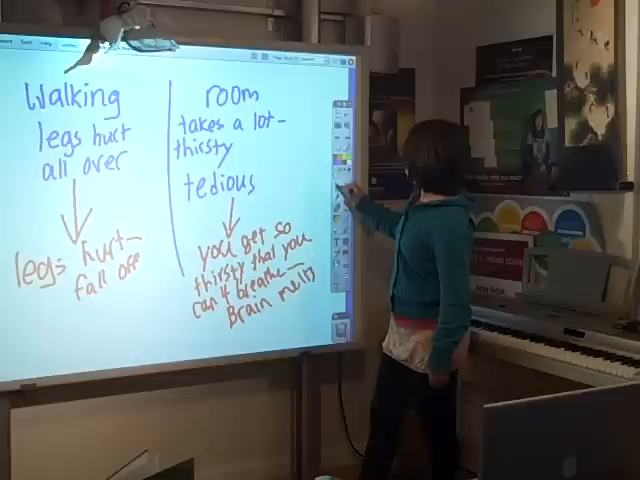 Walking
legs hurt
all over
legs hurt—
fall off
room
takes a lot—
thirsty
tedious
you get so
thirsty that you
can't breathe—
Brain melts